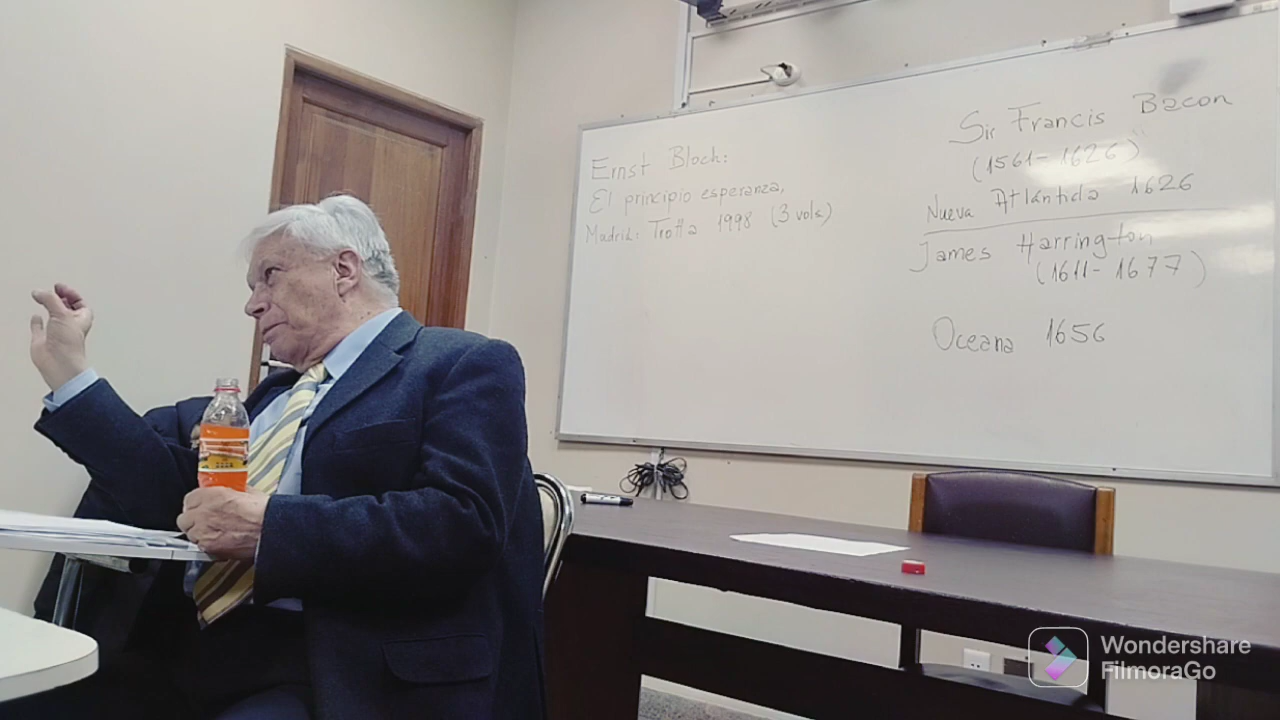 Ernst Bloch:
El principio esperanza,
Madrid: Trotta 1998 (3 vols)
Sir Francis Bacon
(1561-1626)
Nueva Atlántida 1626
James Harrington
(1611-1677)
Oceana 1656
Wondershare
FilmoraGo